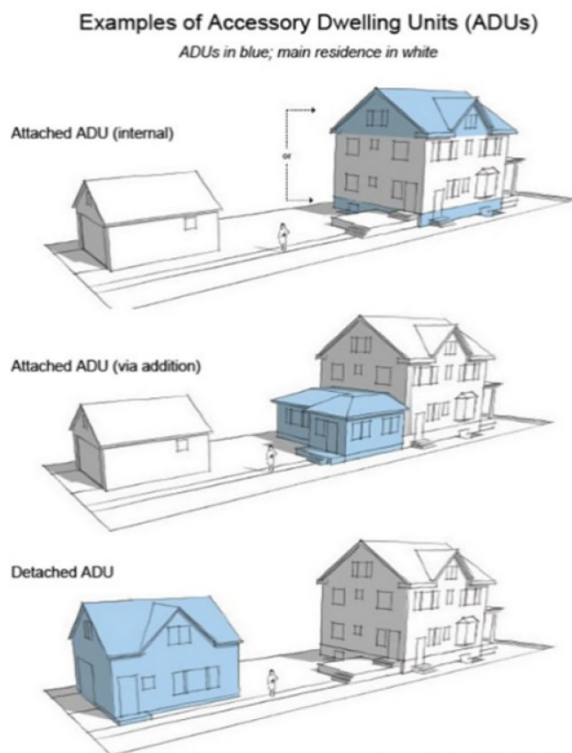 Examples of Accessory Dwelling Units (ADUs)
ADUs in blue; main residence in white
Attached ADU (internal)
or
Attached ADU (via addition)
Detached ADU